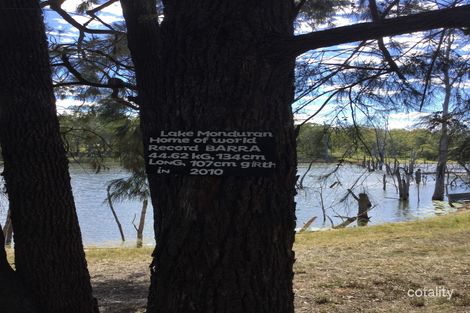 Lake Monduran
Home of world
Record BARRA
44.62 KG, 134cm
LonG, 107cm girth
in 2010
cotality